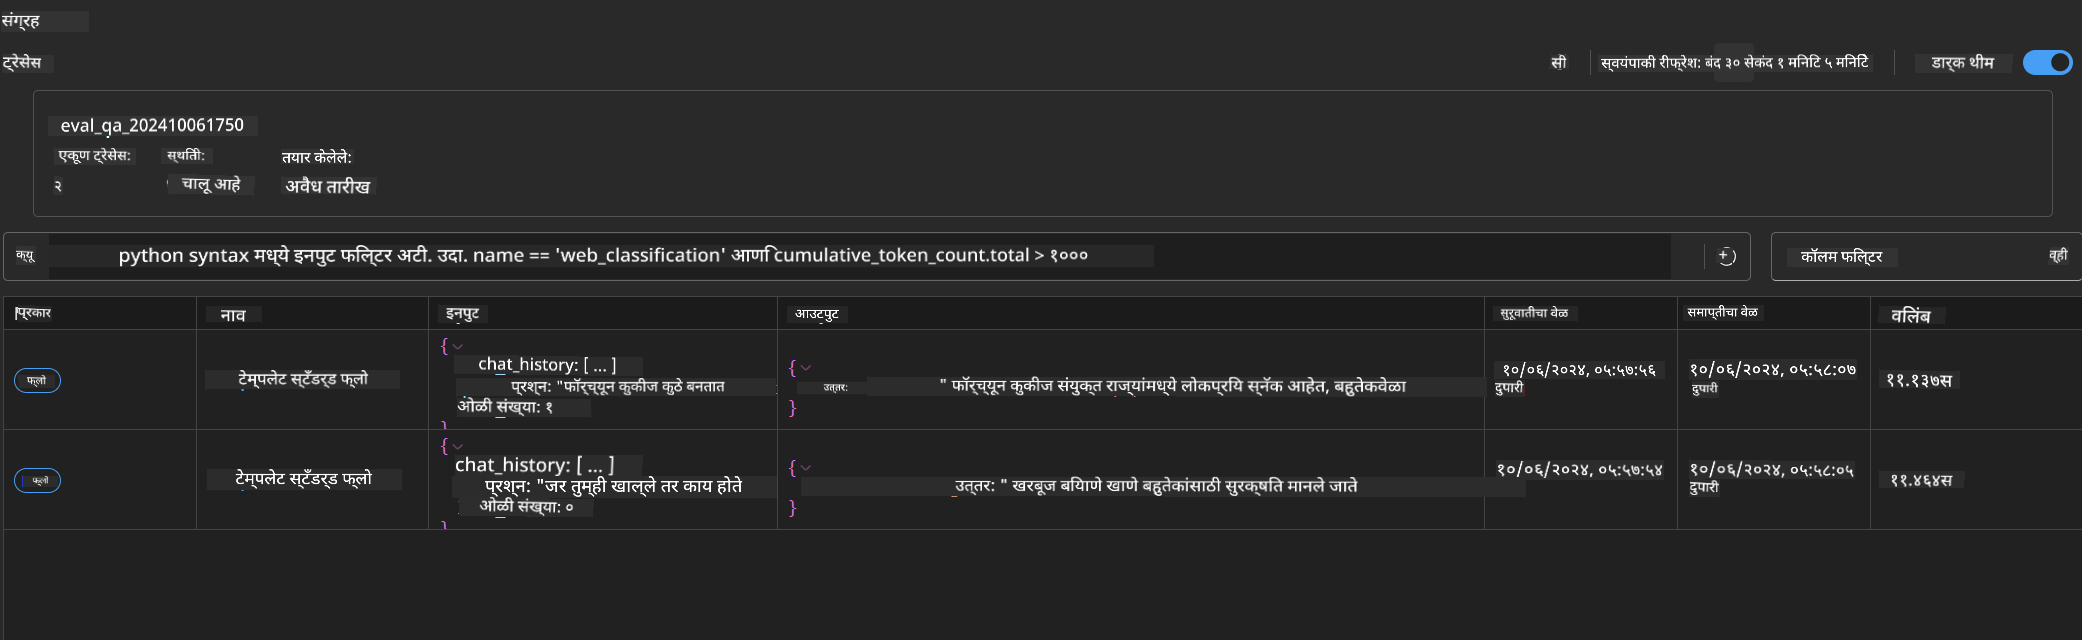 संग्रह
ट्रेसेस
सी
स्वयंपाकी रीफ्रेश: बंद ३० सेकंद १ मिनिट ५ मिनिटे
डार्क थीम
eval_qa_202410061750
एकूण ट्रेसेस: स्थिती: तयार केलेले:
२ चालू आहे अवैध तारीख
क्यू python syntax मध्ये इनपुट फिल्टर अटी. उदा. name == 'web_classification' आणि cumulative_token_count.total > १०००
कॉलम फिल्टर
व्ही
प्रकार नाव इनपुट आउटपुट सुरूवातीचा वेळ समाप्तीचा वेळ विलंब
फ्लो
टेम्पलेट स्टँडर्ड फ्लो
{
chat_history: [ ... ]
प्रश्न: "फॉर्च्यून कुकीज कुठे बनतात
ओळी संख्या: १
}
{
उत्तर: " फॉर्च्यून कुकीज संयुक्त राज्यांमध्ये लोकप्रिय स्नॅक आहेत, बहुतेकवेळा
}
१०/०६/२०२४, ०५:५७:५६
दुपारी
१०/०६/२०२४, ०५:५८:०७
दुपारी
११.१३७स
फ्लो
टेम्पलेट स्टँडर्ड फ्लो
{
chat_history: [ ... ]
प्रश्न: "जर तुम्ही खाल्ले तर काय होते
ओळी संख्या: ०
}
{
उत्तर: " खरबूज बियाणे खाणे बहुतेकांसाठी सुरक्षित मानले जाते
}
१०/०६/२०२४, ०५:५७:५४
१०/०६/२०२४, ०५:५८:०५
दुपारी
११.४६४स